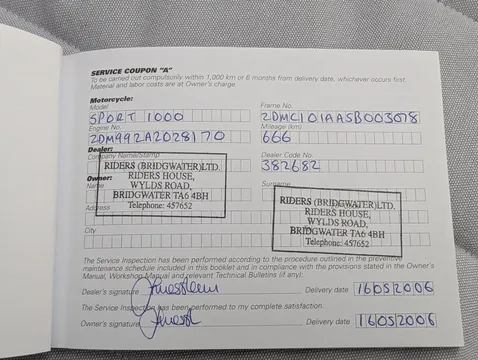 SERVICE COUPON "A"
To be carried out compulsorily within 1,000 km or 6 months from delivery date, whichever occurs first.
Material and labor costs are at Owner's charge.
Motorcycle:
Model
Frame No.
SPORT 1000
ZDMC101AASB003078
Engine No.
Mileage (km)
ZDM992A2028170
666
Dealer:
Company Name/Stamp
Dealer Code No.
RIDERS (BRIDGWATER) LTD.
RIDERS HOUSE,
WYLDS ROAD,
BRIDGWATER TA6 4BH
Telephone: 457652
382682
Owner:
Name
Surname
RIDERS (BRIDGWATER) LTD.
RIDERS HOUSE,
WYLDS ROAD,
BRIDGWATER TA6 4BH
Telephone: 457652
Address
City
The Service Inspection has been performed according to the procedure outlined in the preventive
maintenance schedule included in this booklet and in compliance with the provisions stated in the Owner's
Manual, Workshop Manual and relevant Technical Bulletins (if any):
Dealer's signature
Delivery date 16052006
The Service Inspection has been performed to my complete satisfaction.
Owner's signature
Delivery date 16052006